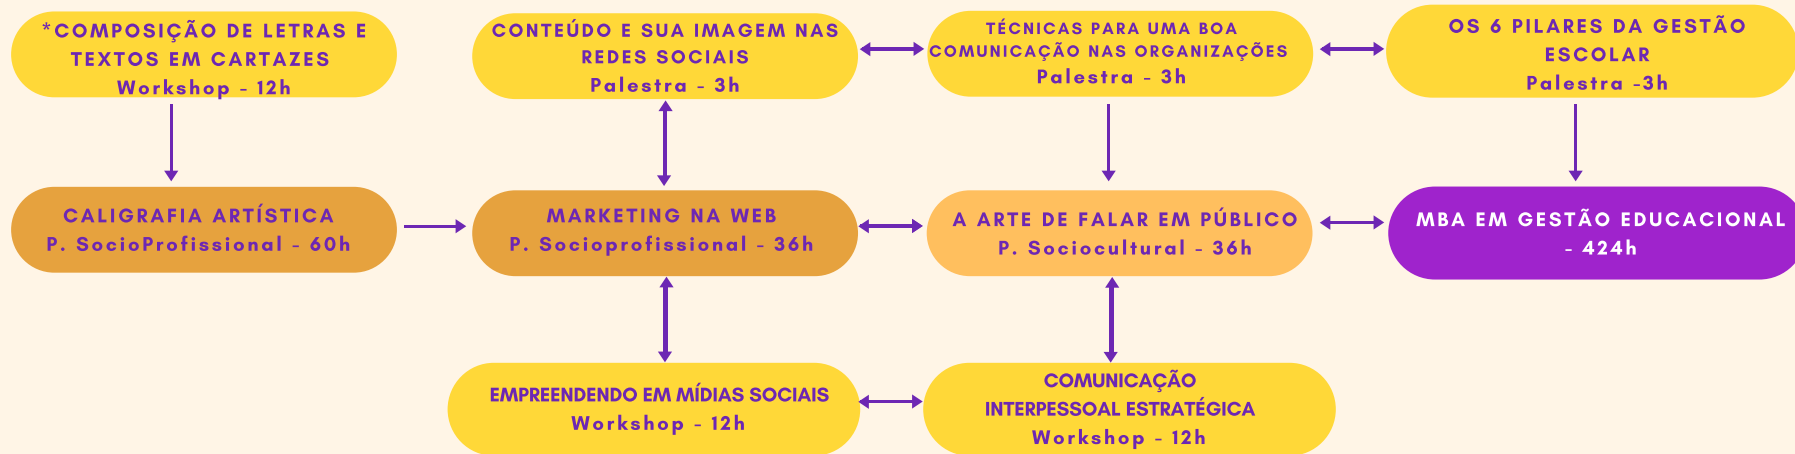 *COMPOSIÇÃO DE LETRAS E
TEXTOS EM CARTAZES
Workshop - 12h
CONTEÚDO E SUA IMAGEM NAS
REDES SOCIAIS
Palestra - 3h
TÉCNICAS PARA UMA BOA
COMUNICAÇÃO NAS ORGANIZAÇÕES
Palestra - 3h
OS 6 PILARES DA GESTÃO
ESCOLAR
Palestra -3h
CALIGRAFIA ARTÍSTICA
P. SocioProfissional - 60h
MARKETING NA WEB
P. Socioprofissional - 36h
A ARTE DE FALAR EM PÚBLICO
P. Sociocultural - 36h
MBA EM GESTÃO EDUCACIONAL
- 424h
EMPREENDENDO EM MÍDIAS SOCIAIS
Workshop - 12h
COMUNICAÇÃO
INTERPESSOAL ESTRATÉGICA
Workshop - 12h